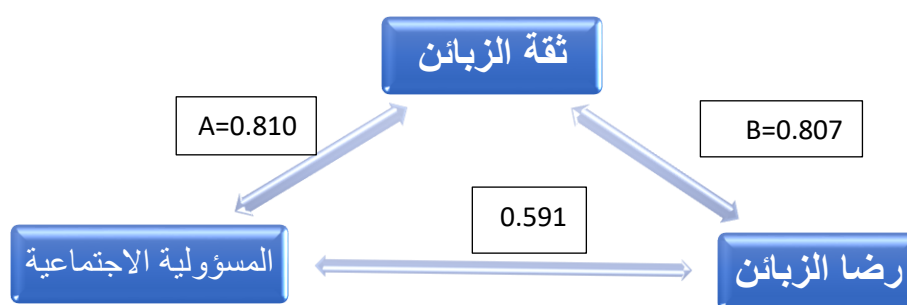 ثقة الزبائن
A=0.810
B=0.807
0.591
المسؤولية الاجتماعية
رضا الزبائن